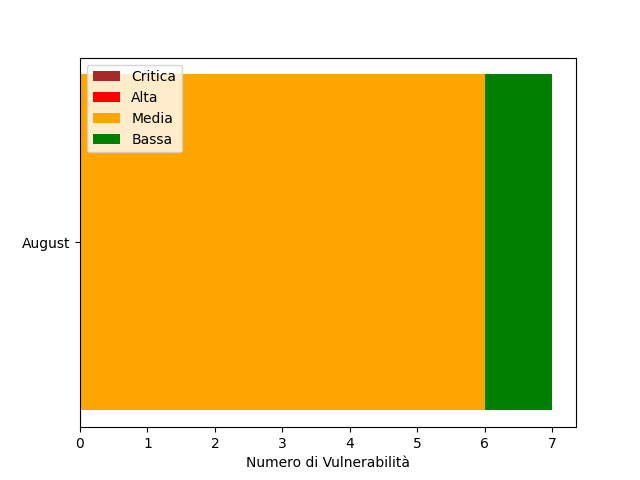 Critica
Alta
Media
Bassa
August
0 1 2 3 4 5 6 7
Numero di Vulnerabilità